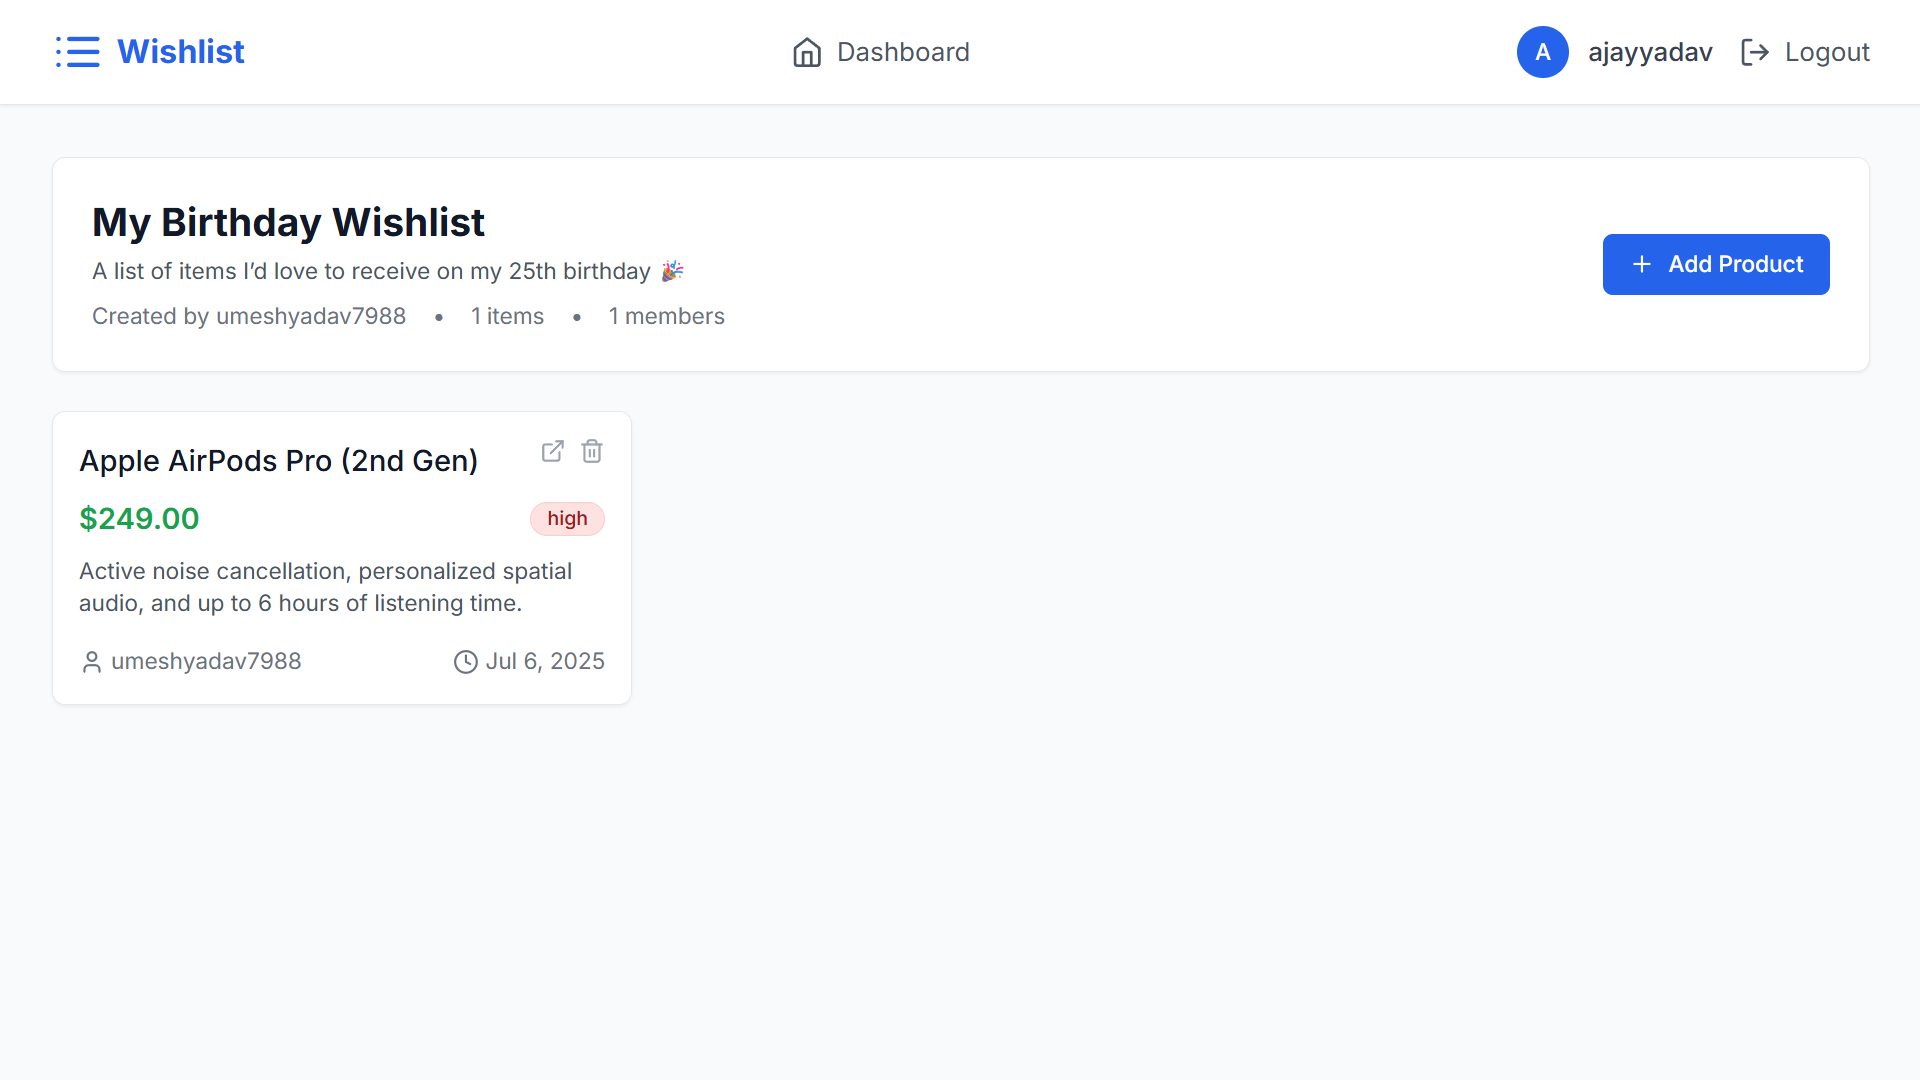 Wishlist
Dashboard
A
ajayyadav
Logout
My Birthday Wishlist
A list of items I’d love to receive on my 25th birthday 🎉
Created by umeshyadav7988 • 1 items • 1 members
+ Add Product
Apple AirPods Pro (2nd Gen)
$249.00
high
Active noise cancellation, personalized spatial
audio, and up to 6 hours of listening time.
umeshyadav7988
Jul 6, 2025